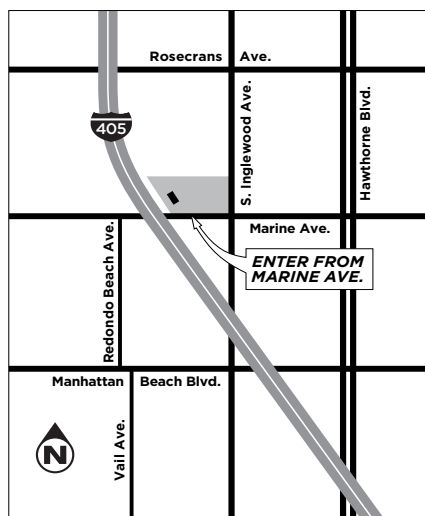 Rosecrans Ave.
S. Inglewood Ave.
Hawthorne Blvd.
405
Marine Ave.
ENTER FROM
MARINE AVE.
Redondo Beach Ave.
Manhattan Beach Blvd.
Vail Ave.
N